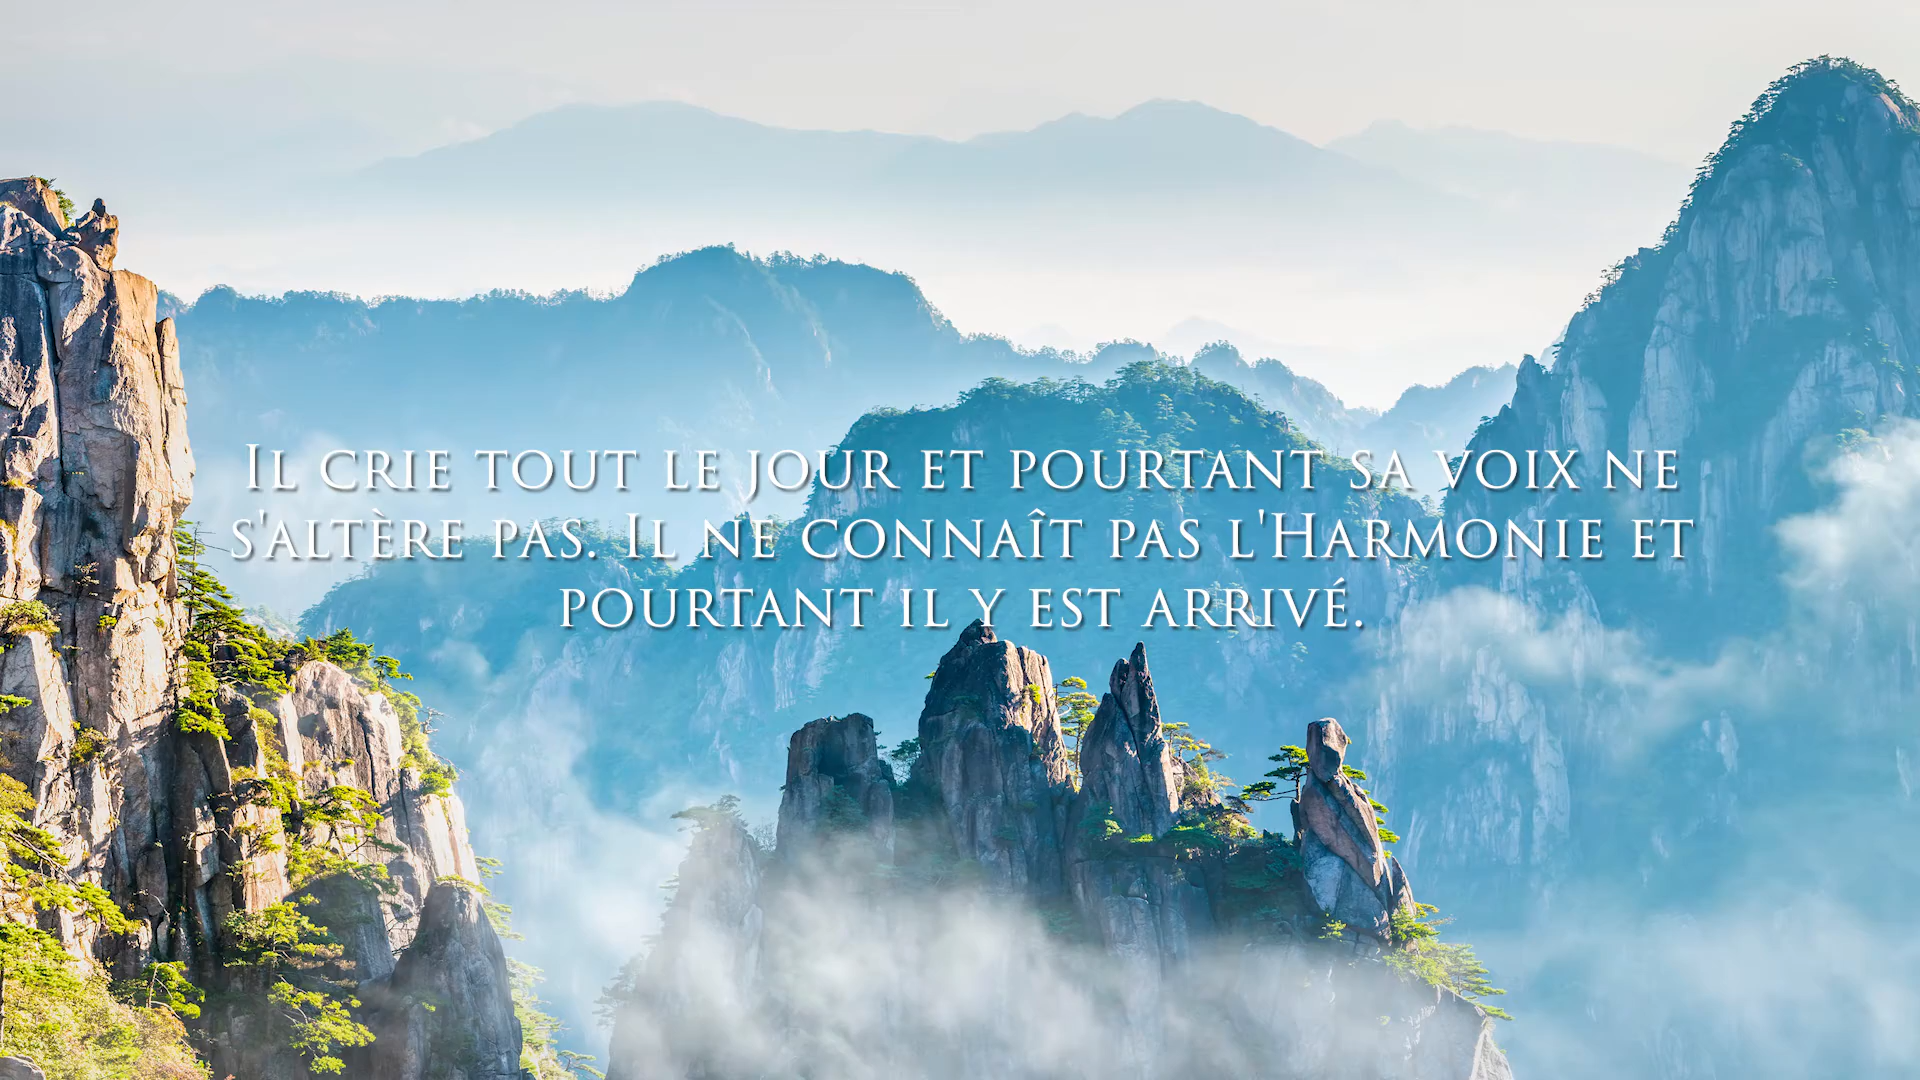 Il crie tout le jour et pourtant sa voix ne
s'altère pas. Il ne connaît pas l'Harmonie et
pourtant il y est arrivé.